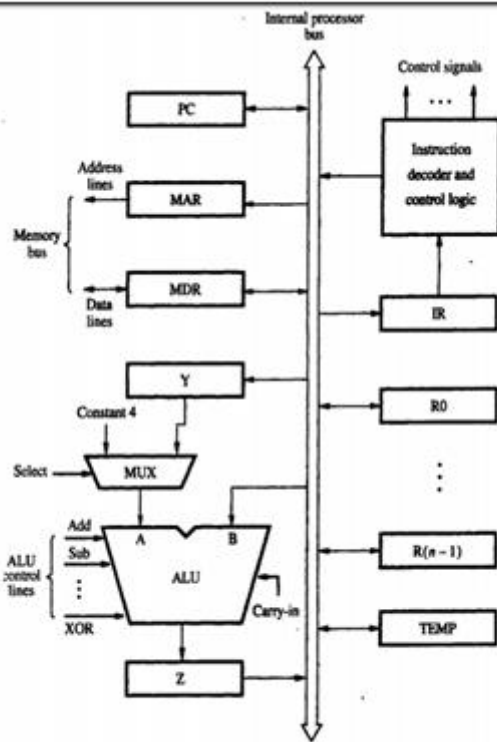 Internal processor
bus
Control signals
...
PC
Instruction
decoder and
control logic
Address
lines
MAR
Memory
bus
MDR
Data
lines
IR
Y
R0
Constant 4
Select
MUX
Add
A
B
R(n − 1)
Sub
ALU
control
lines
ALU
Carry-in
XOR
TEMP
Z